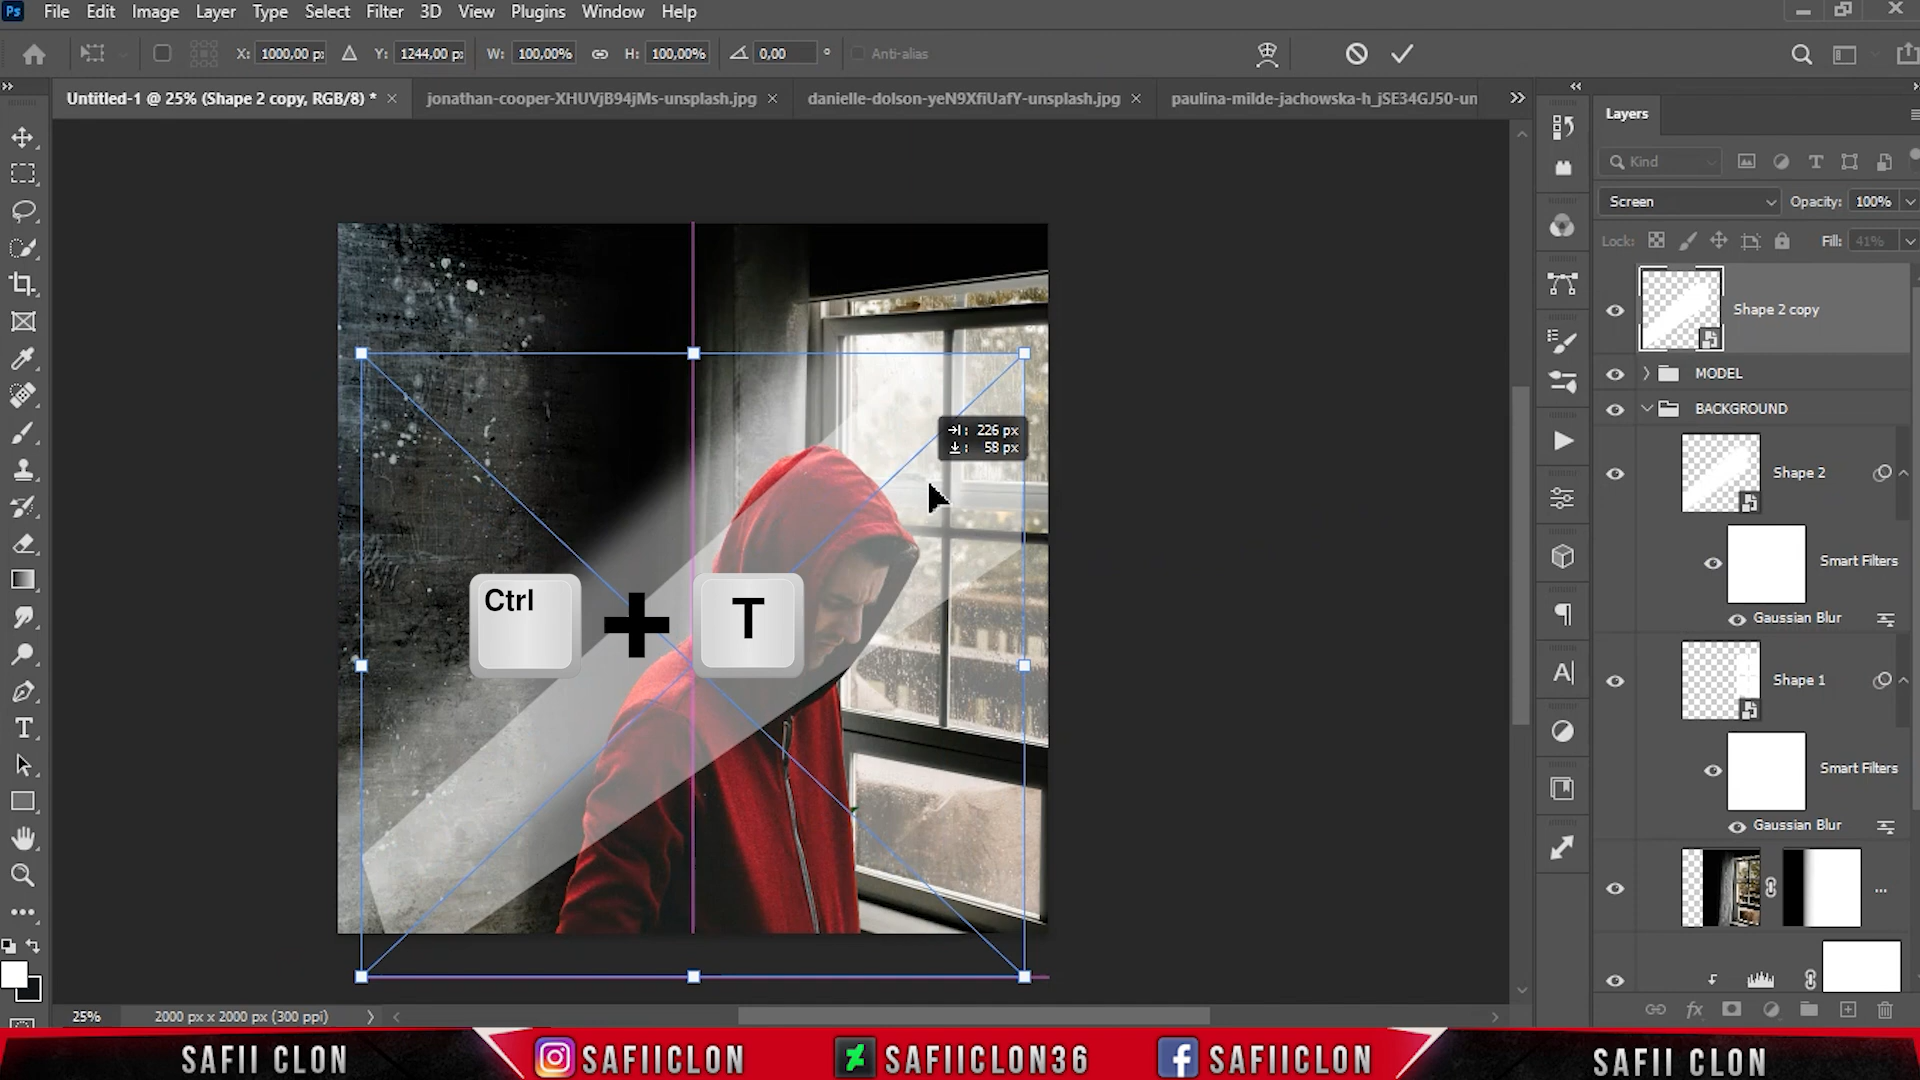 Ps File Edit Image Layer Type Select Filter 3D View Plugins Window Help
X: 1000,00 px Y: 1244,00 px W: 100,00% H: 100,00% 0,00 ° Anti-alias
Untitled-1 @ 25% (Shape 2 copy, RGB/8) * jonathan-cooper-XHUVjB94jMs-unsplash.jpg danielle-dolson-yeN9XfiUafY-unsplash.jpg paulina-milde-jachowska-h_jSE34GJ50-un
Layers
Kind
Screen Opacity: 100%
Lock: Fill: 41%
Shape 2 copy
MODEL
BACKGROUND
Shape 2
Smart Filters
Gaussian Blur
Shape 1
Smart Filters
Gaussian Blur
226 px
58 px
Ctrl + T
25% 2000 px x 2000 px (300 ppi)
SAFII CLON SAFIICLON SAFIICLON36 SAFIICLON SAFII CLON